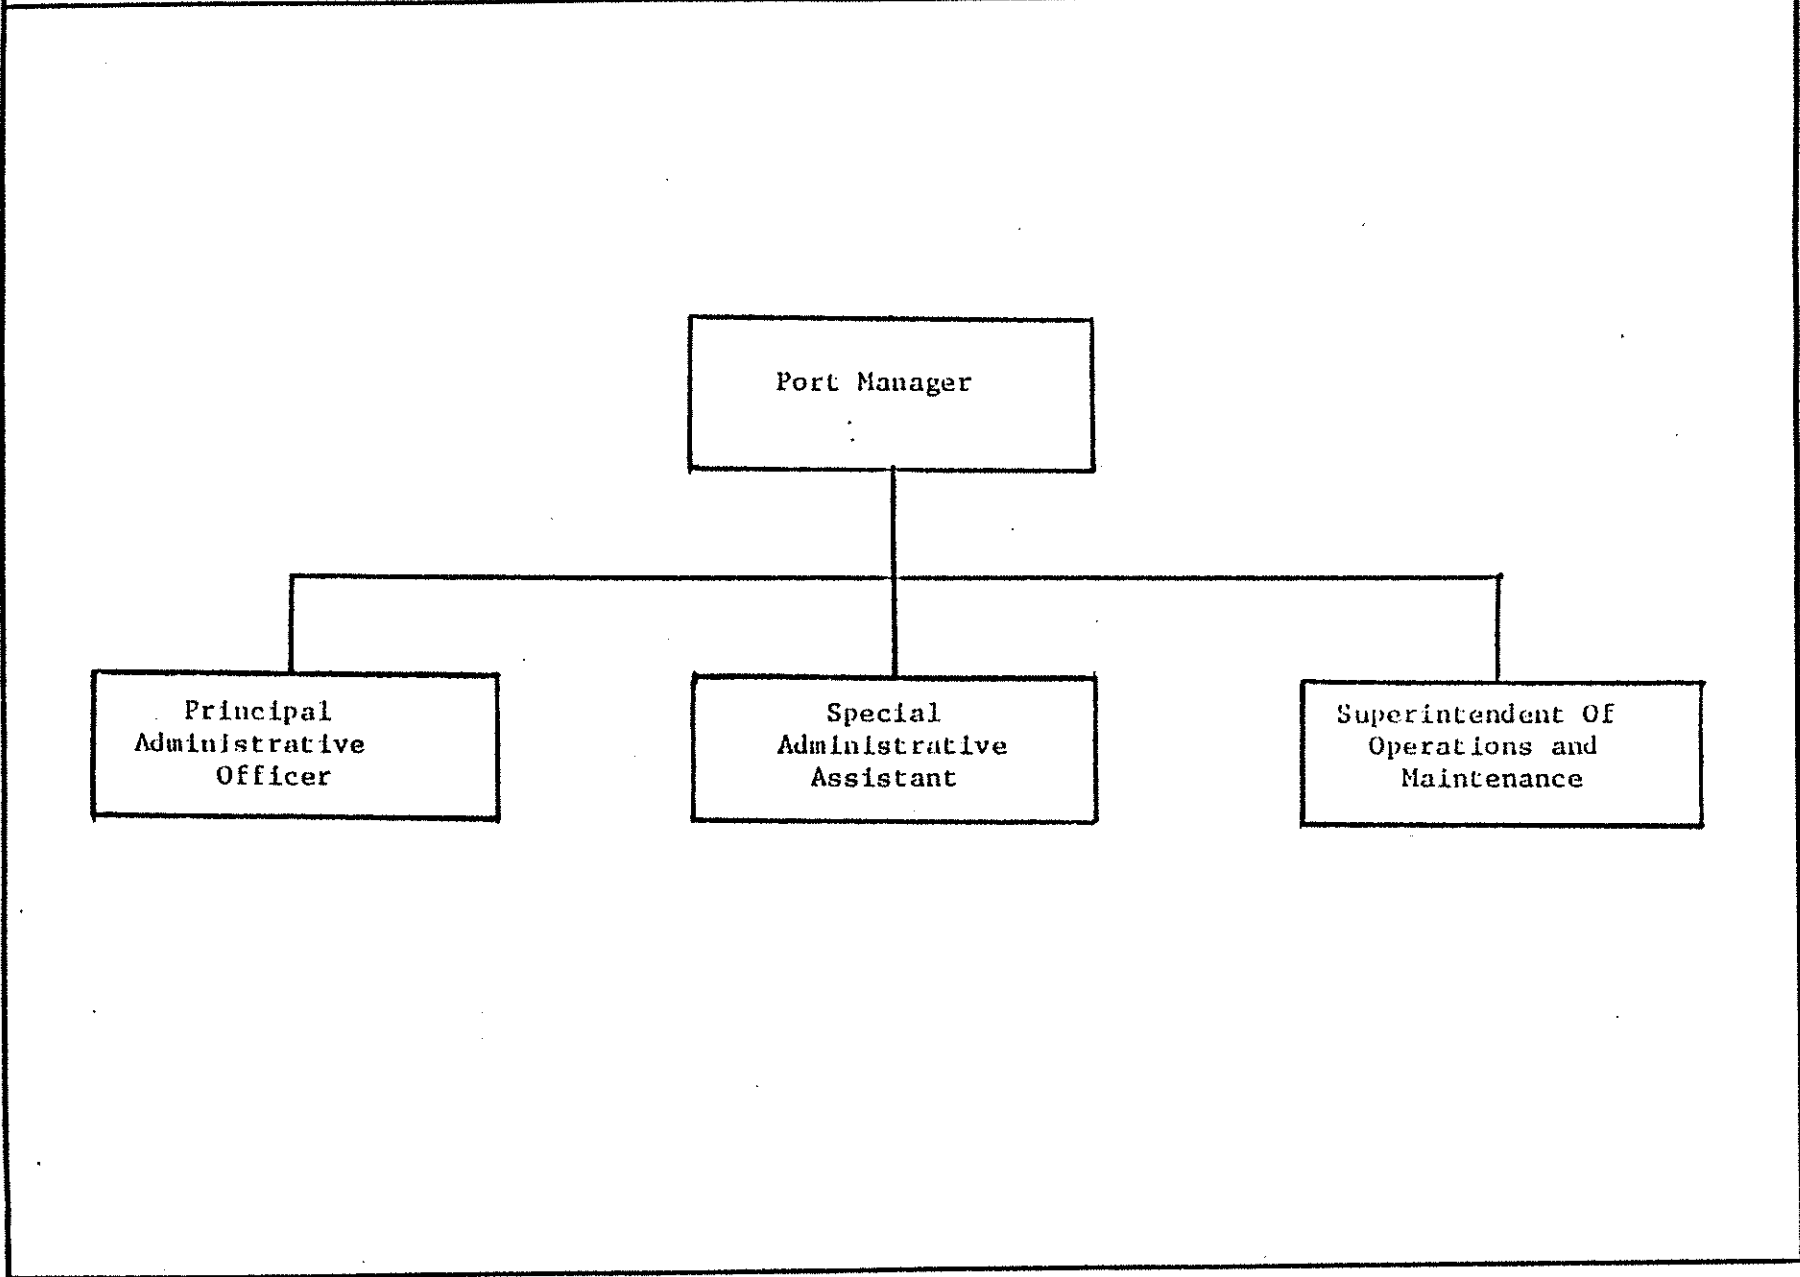 Port Manager
Principal
Administrative
Officer
Special
Administrative
Assistant
Superintendent Of
Operations and
Maintenance